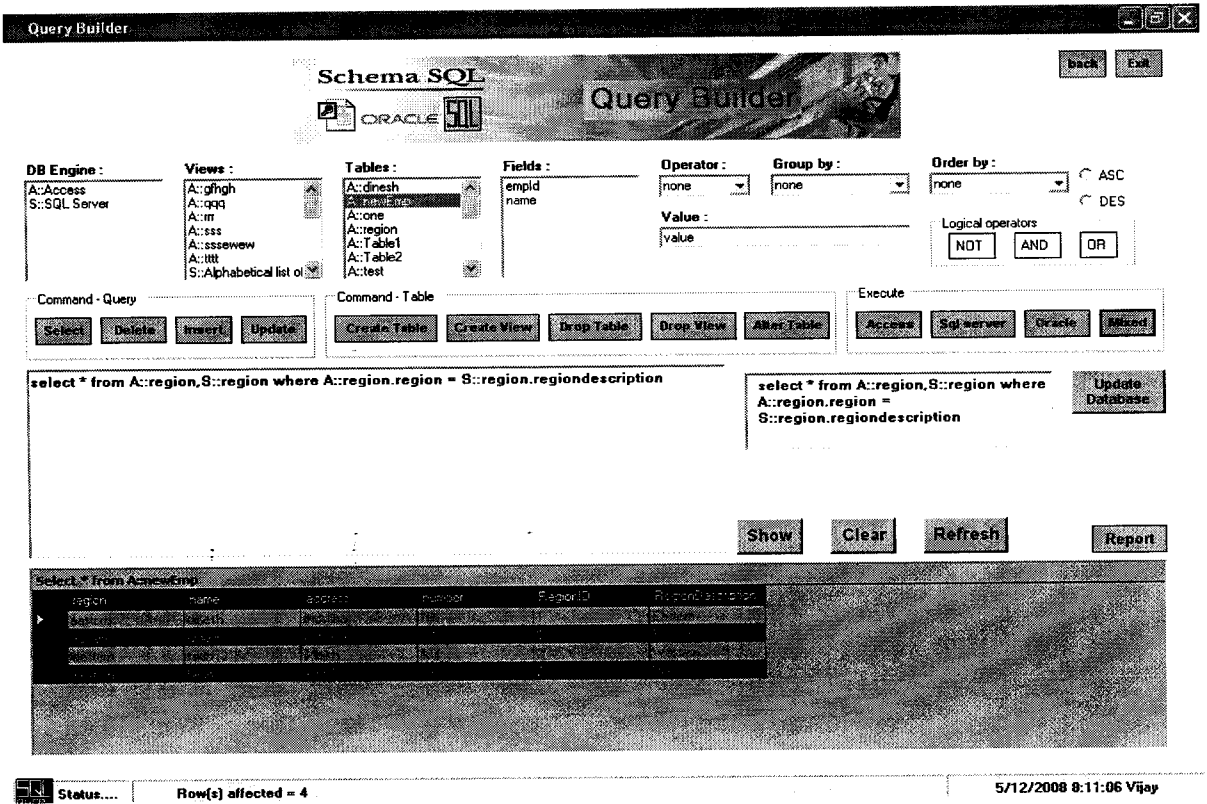 Query Builder
back Exit
Schema SQL
ORACLE SQL
Query Builder
DB Engine :
A::Access
S::SQL Server
Views :
A::gfhgh
A::qqq
A::rrr
A::sss
A::sssewew
A::tttt
S::Alphabetical list of
Tables :
A::dinesh
A::newEmp
A::one
A::region
A::Table1
A::Table2
A::test
Fields :
empId
name
Operator :
none
Group by :
none
Order by :
none
ASC
DES
Value :
value
Logical operators
NOT AND OR
Command - Query
Select Delete Insert Update
Command - Table
Create Table Create View Drop Table Drop View Alter Table
Execute
Access Sql server Oracle Mixed
select * from A::region,S::region where A::region.region = S::region.regiondescription
select * from A::region,S::region where
A::region.region =
S::region.regiondescription
Update
Database
Show Clear Refresh Report
Select * from A::newEmp
region name address number RegionID RegionDescription
SQL Status.... Row(s) affected = 4 5/12/2008 8:11:06 Vijay